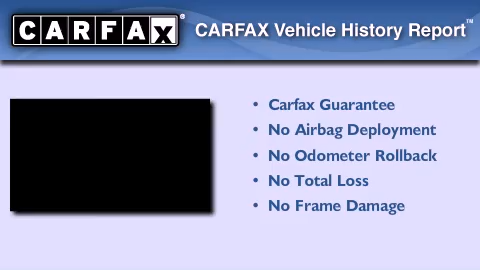 CARFAX® CARFAX Vehicle History Report™
• Carfax Guarantee
• No Airbag Deployment
• No Odometer Rollback
• No Total Loss
• No Frame Damage